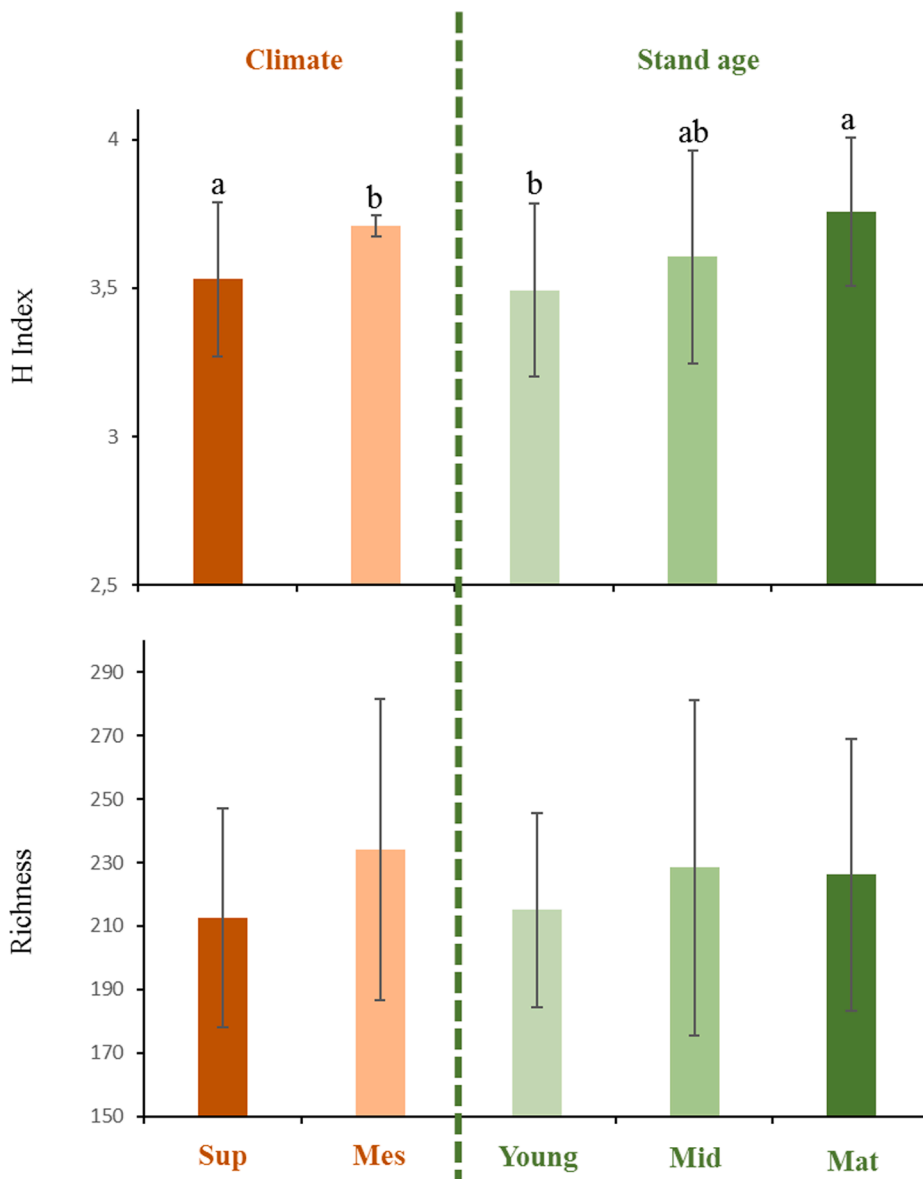 Climate Stand age
4
3,5
3
2,5
H Index
a b b ab a
290
270
250
230
210
190
170
150
Richness
Sup Mes Young Mid Mat